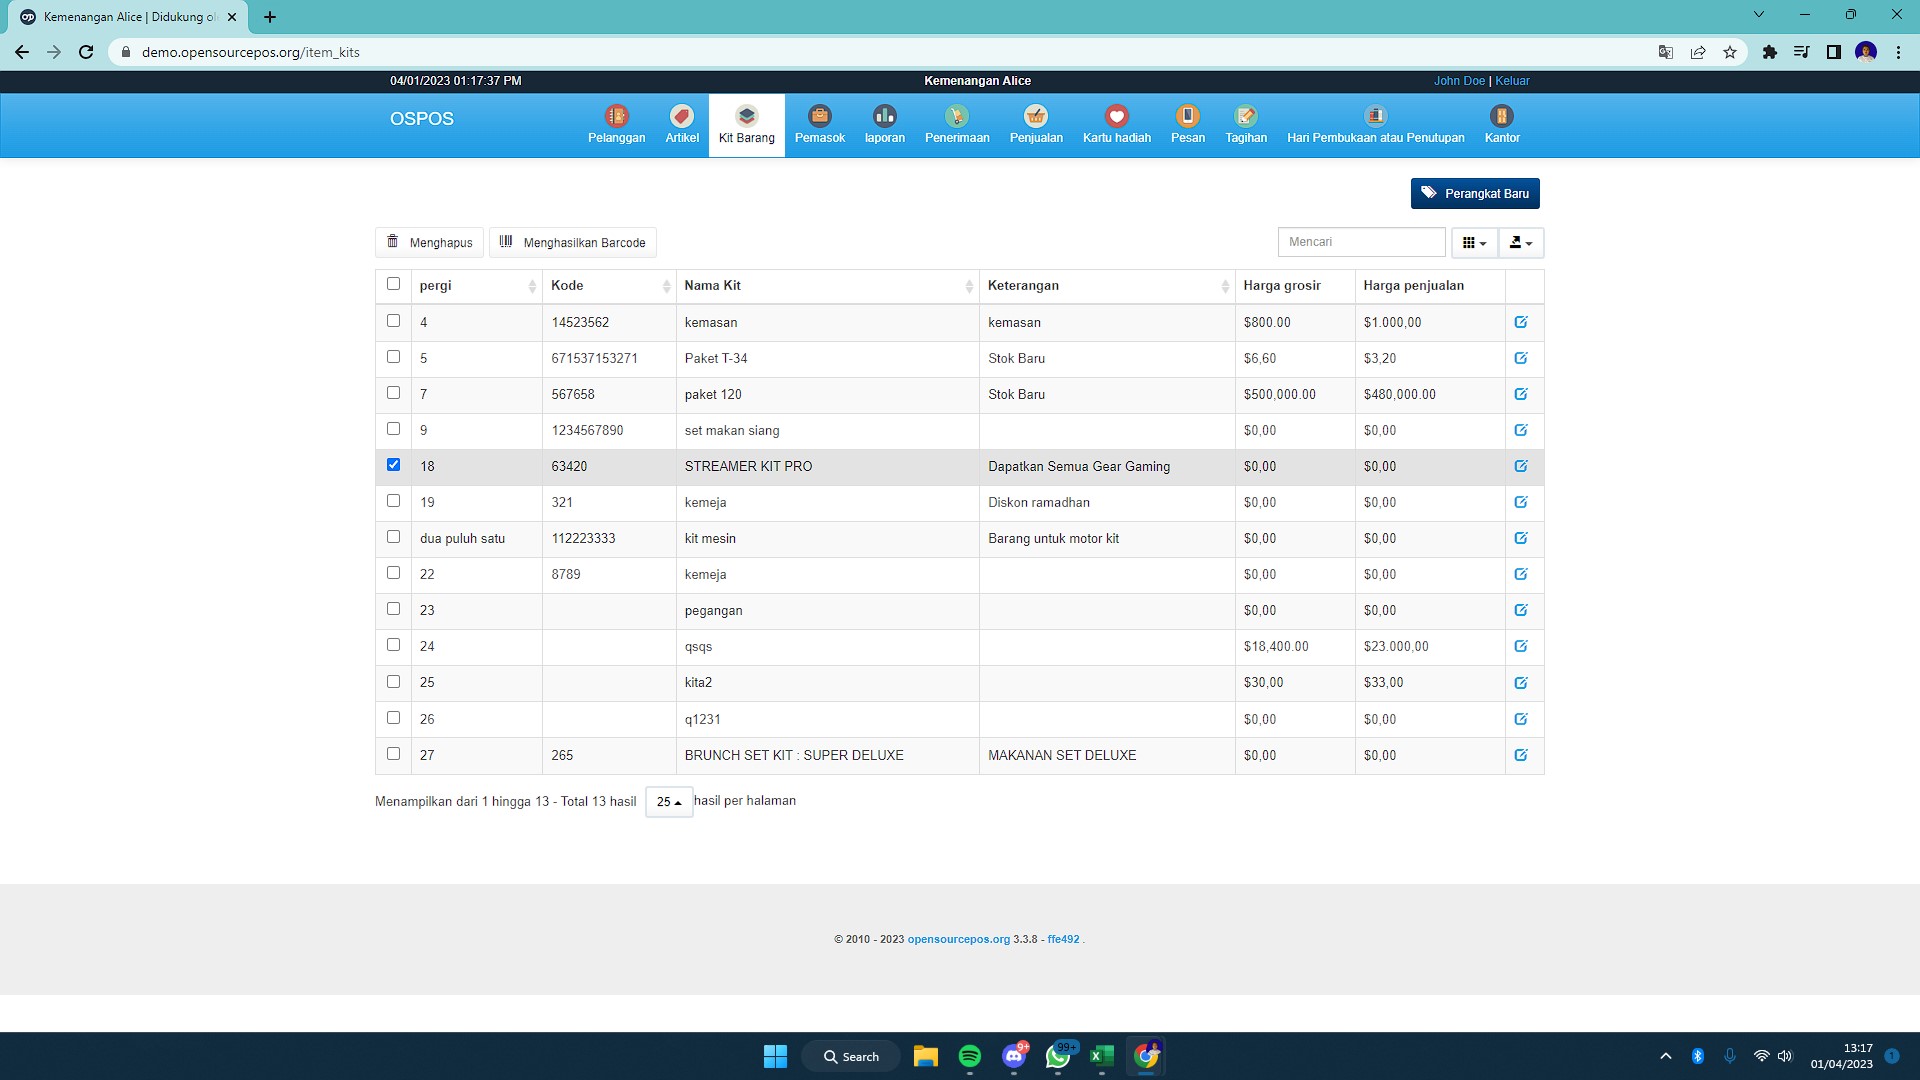 Kemenangan Alice | Didukung ol
demo.opensourcepos.org/item_kits
04/01/2023 01:17:37 PM Kemenangan Alice John Doe | Keluar
OSPOS Pelanggan Artikel Kit Barang Pemasok laporan Penerimaan Penjualan Kartu hadiah Pesan Tagihan Hari Pembukaan atau Penutupan Kantor
Perangkat Baru
Menghapus Menghasilkan Barcode Mencari
pergi Kode Nama Kit Keterangan Harga grosir Harga penjualan
4 14523562 kemasan kemasan $800.00 $1.000,00
5 671537153271 Paket T-34 Stok Baru $6,60 $3,20
7 567658 paket 120 Stok Baru $500,000.00 $480,000.00
9 1234567890 set makan siang $0,00 $0,00
18 63420 STREAMER KIT PRO Dapatkan Semua Gear Gaming $0,00 $0,00
19 321 kemeja Diskon ramadhan $0,00 $0,00
dua puluh satu 112223333 kit mesin Barang untuk motor kit $0,00 $0,00
22 8789 kemeja $0,00 $0,00
23 pegangan $0,00 $0,00
24 qsqs $18,400.00 $23.000,00
25 kita2 $30,00 $33,00
26 q1231 $0,00 $0,00
27 265 BRUNCH SET KIT : SUPER DELUXE MAKANAN SET DELUXE $0,00 $0,00
Menampilkan dari 1 hingga 13 - Total 13 hasil 25 hasil per halaman
© 2010 - 2023 opensourcepos.org 3.3.8 - ffe492 .
Search 9+ 99+ 13:17
01/04/2023 1